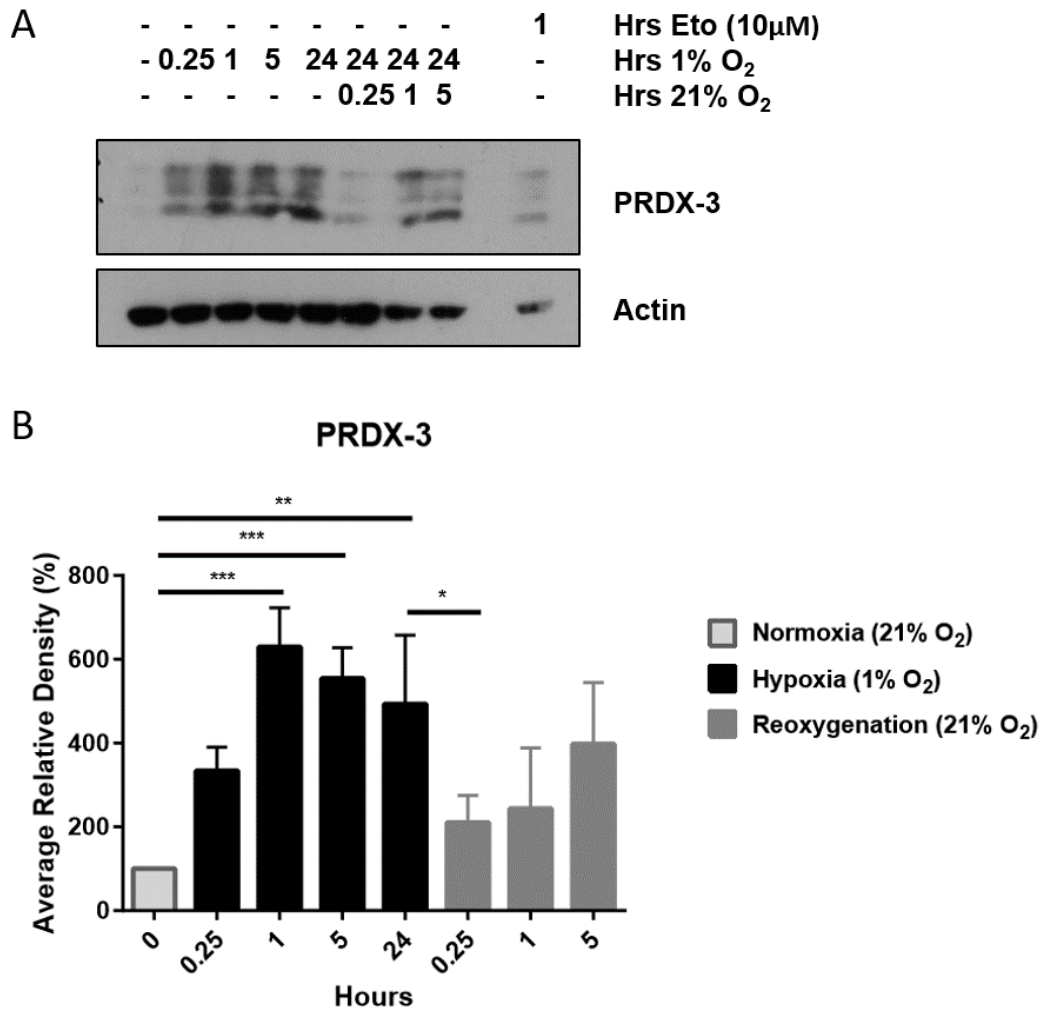 A
- - - - - - - - 1 Hrs Eto (10µM)
- 0.25 1 5 24 24 24 24 - Hrs 1% O₂
- - - - - 0.25 1 5 - Hrs 21% O₂
PRDX-3
Actin
B
PRDX-3
**
***
***
*
Average Relative Density (%)
800
600
400
200
0
0 0.25 1 5 24 0.25 1 5
Hours
Normoxia (21% O₂)
Hypoxia (1% O₂)
Reoxygenation (21% O₂)